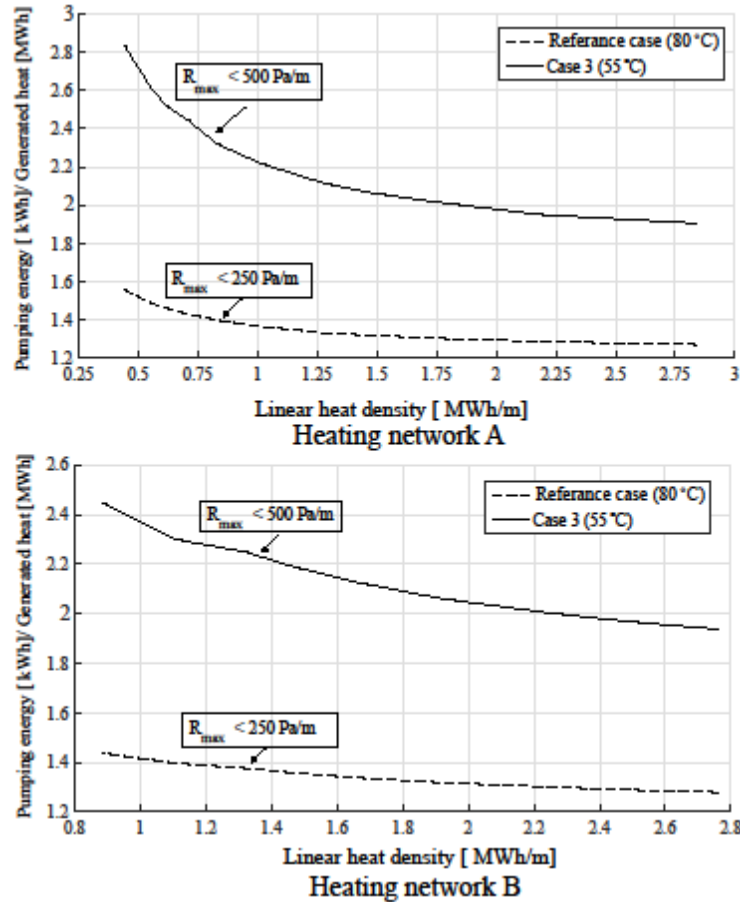 Pumping energy [ kWh]/ Generated heat [MWh]
3
2.8
2.6
2.4
2.2
2
1.8
1.6
1.4
1.2
Referance case (80 °C)
Case 3 (55 °C)
R max < 500 Pa/m
R max < 250 Pa/m
0.25 0.5 0.75 1 1.25 1.5 1.75 2 2.25 2.5 2.75 3
Linear heat density [ MWh/m]
Heating network A
Pumping energy [ kWh]/ Generated heat [MWh]
2.6
2.4
2.2
2
1.8
1.6
1.4
1.2
Referance case (80 °C)
Case 3 (55 °C)
R max < 500 Pa/m
R max < 250 Pa/m
0.8 1 1.2 1.4 1.6 1.8 2 2.2 2.4 2.6 2.8
Linear heat density [ MWh/m]
Heating network B